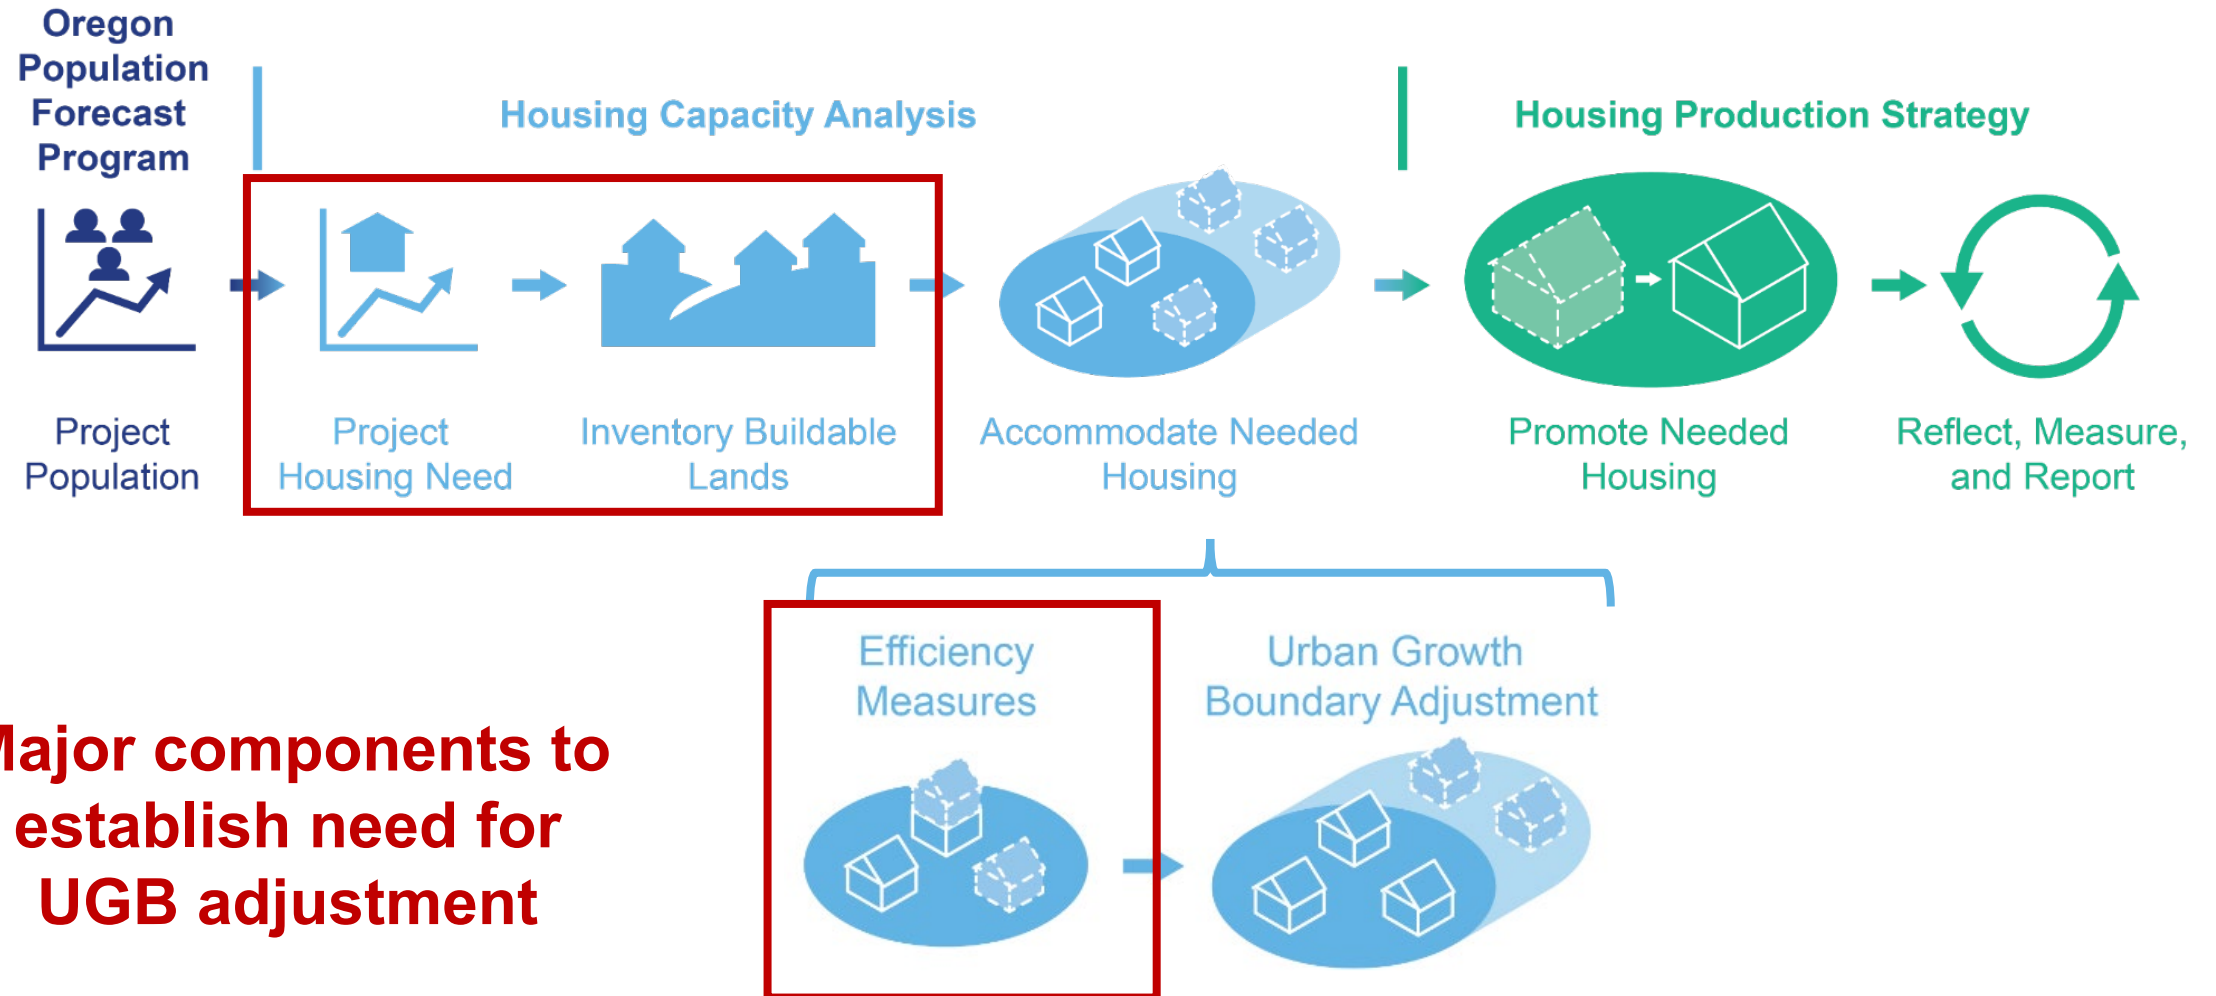 Oregon
Population
Forecast
Program
Housing Capacity Analysis
Housing Production Strategy
Project
Population
Project
Housing Need
Inventory Buildable
Lands
Accommodate Needed
Housing
Promote Needed
Housing
Reflect, Measure,
and Report
Efficiency
Measures
Urban Growth
Boundary Adjustment
Major components to
establish need for
UGB adjustment